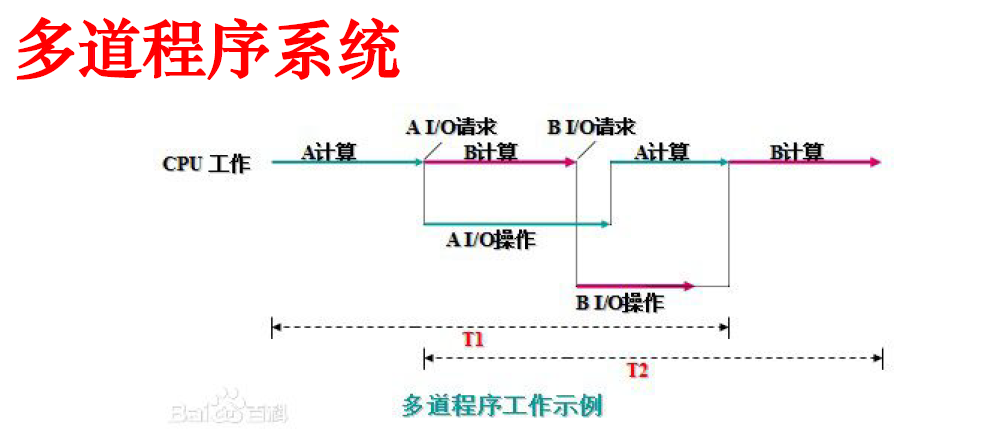 多道程序系统
A I/O请求
B I/O请求
CPU 工作
A计算
B计算
A计算
B计算
A I/O操作
B I/O操作
T1
T2
多道程序工作示例
Bai百科